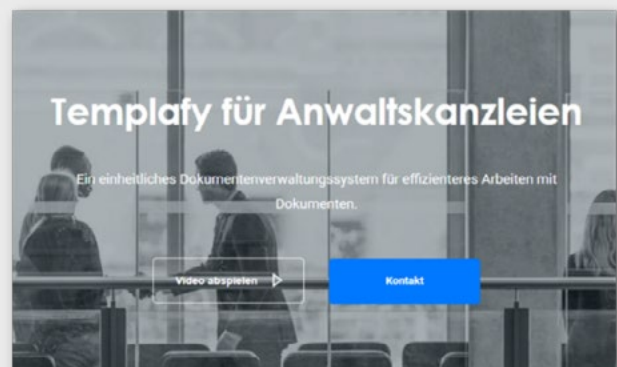 Templafy für Anwaltskanzleien
Ein einheitliches Dokumentenverwaltungssystem für effizienteres Arbeiten mit
Dokumenten.
Video abspielen
Kontakt